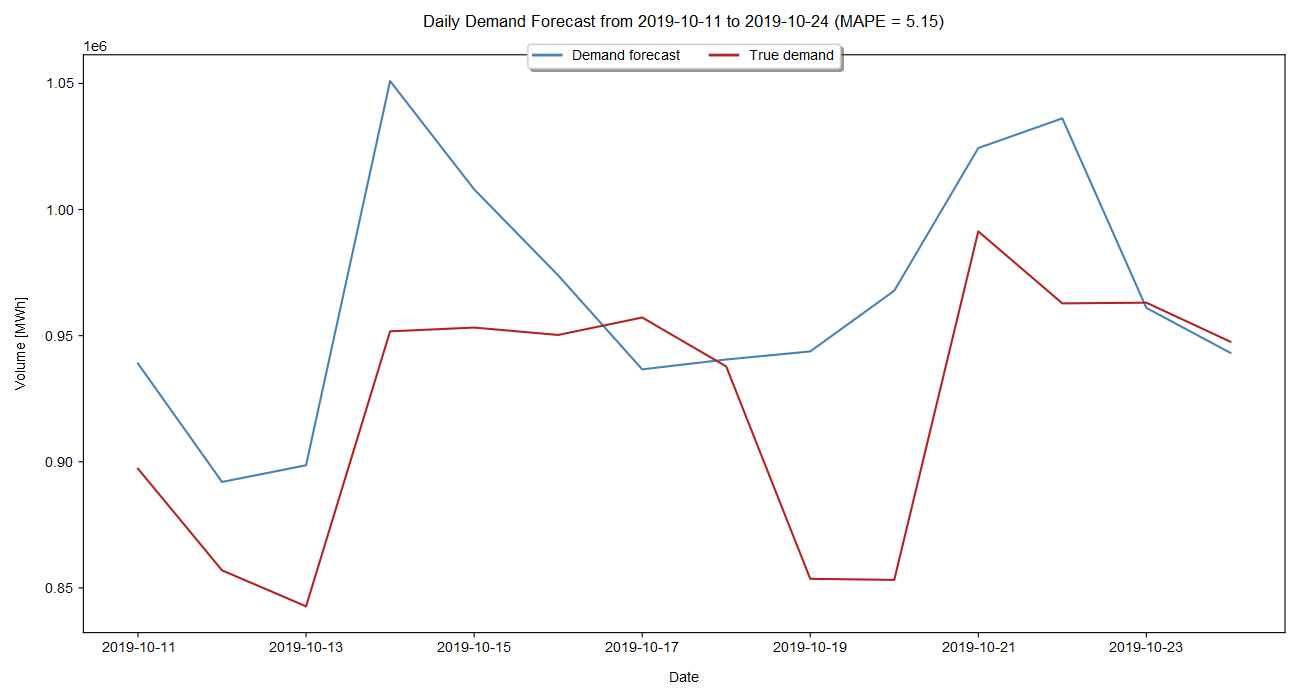 Daily Demand Forecast from 2019-10-11 to 2019-10-24 (MAPE = 5.15)
1e6
Demand forecast True demand
1.05
1.00
0.95
0.90
0.85
Volume [MWh]
2019-10-11 2019-10-13 2019-10-15 2019-10-17 2019-10-19 2019-10-21 2019-10-23
Date